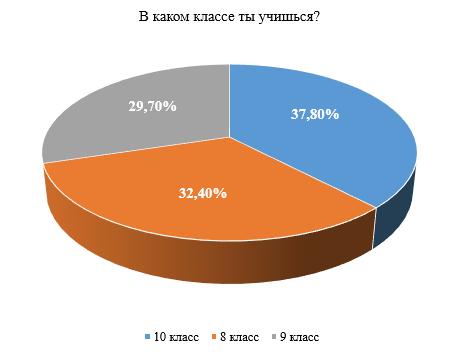 В каком классе ты учишься?
29,70%
37,80%
32,40%
10 класс 8 класс 9 класс